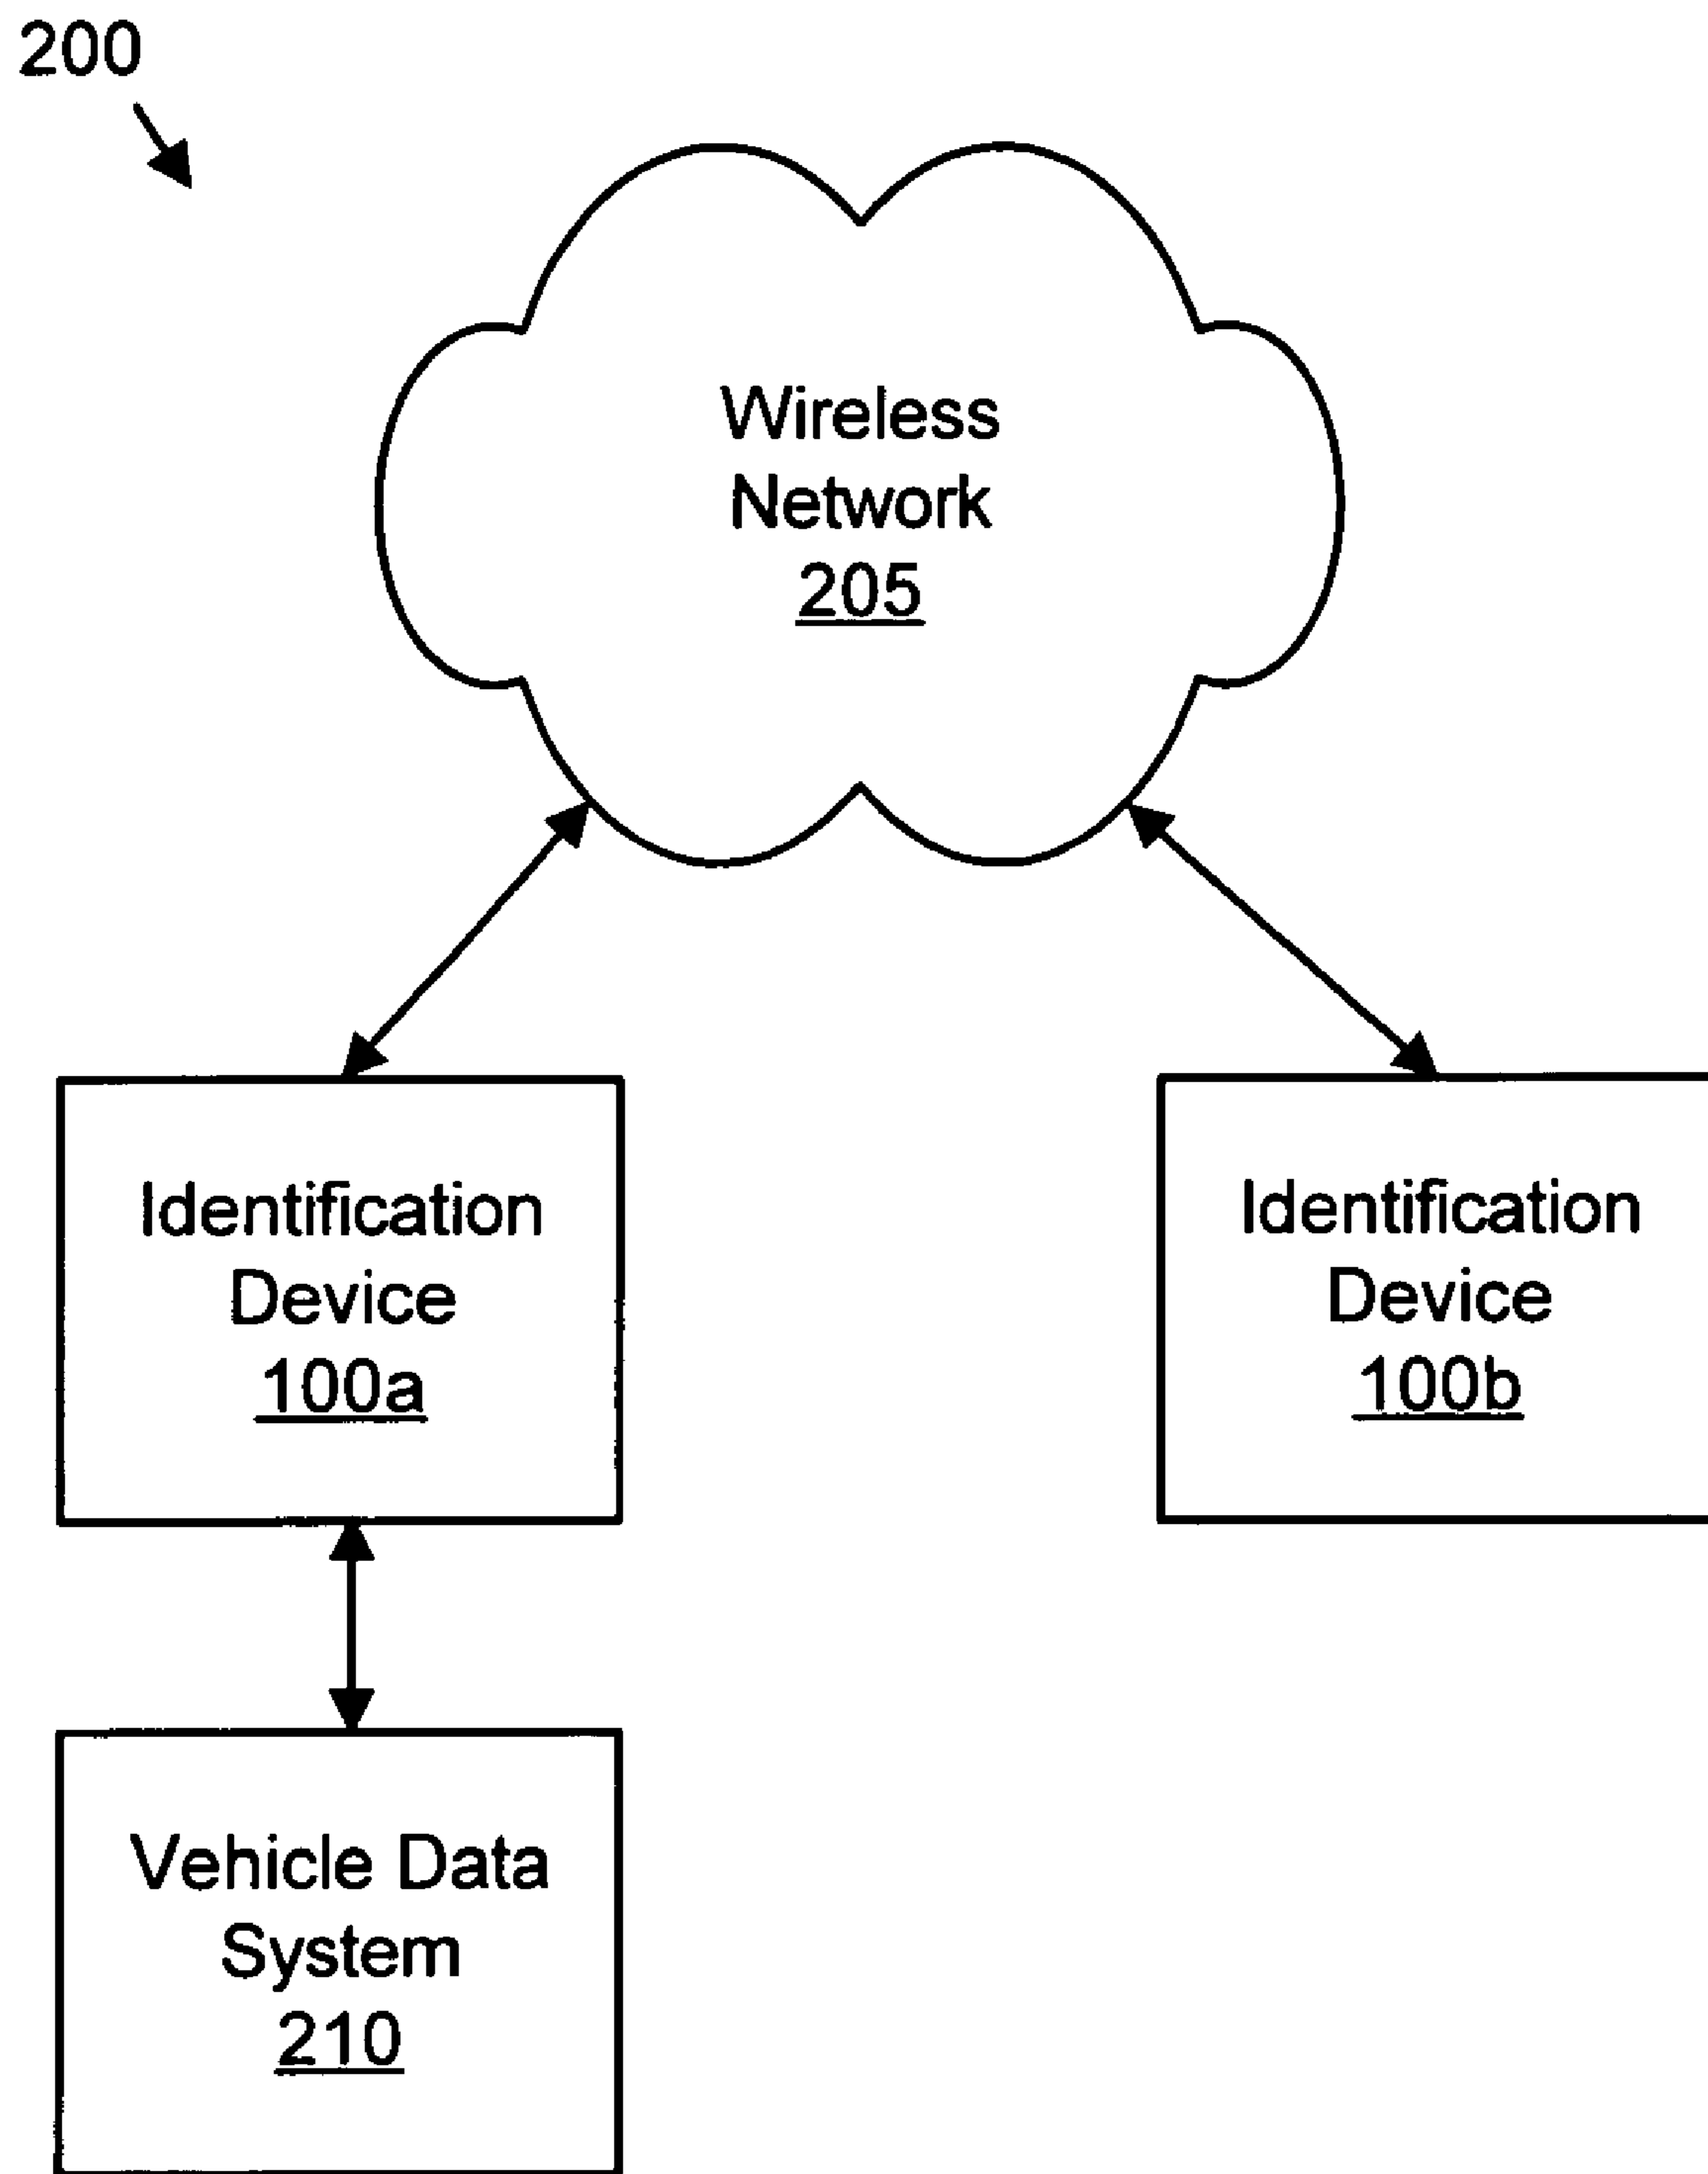 200
Wireless
Network
205
Identification
Device
100a
Identification
Device
100b
Vehicle Data
System
210